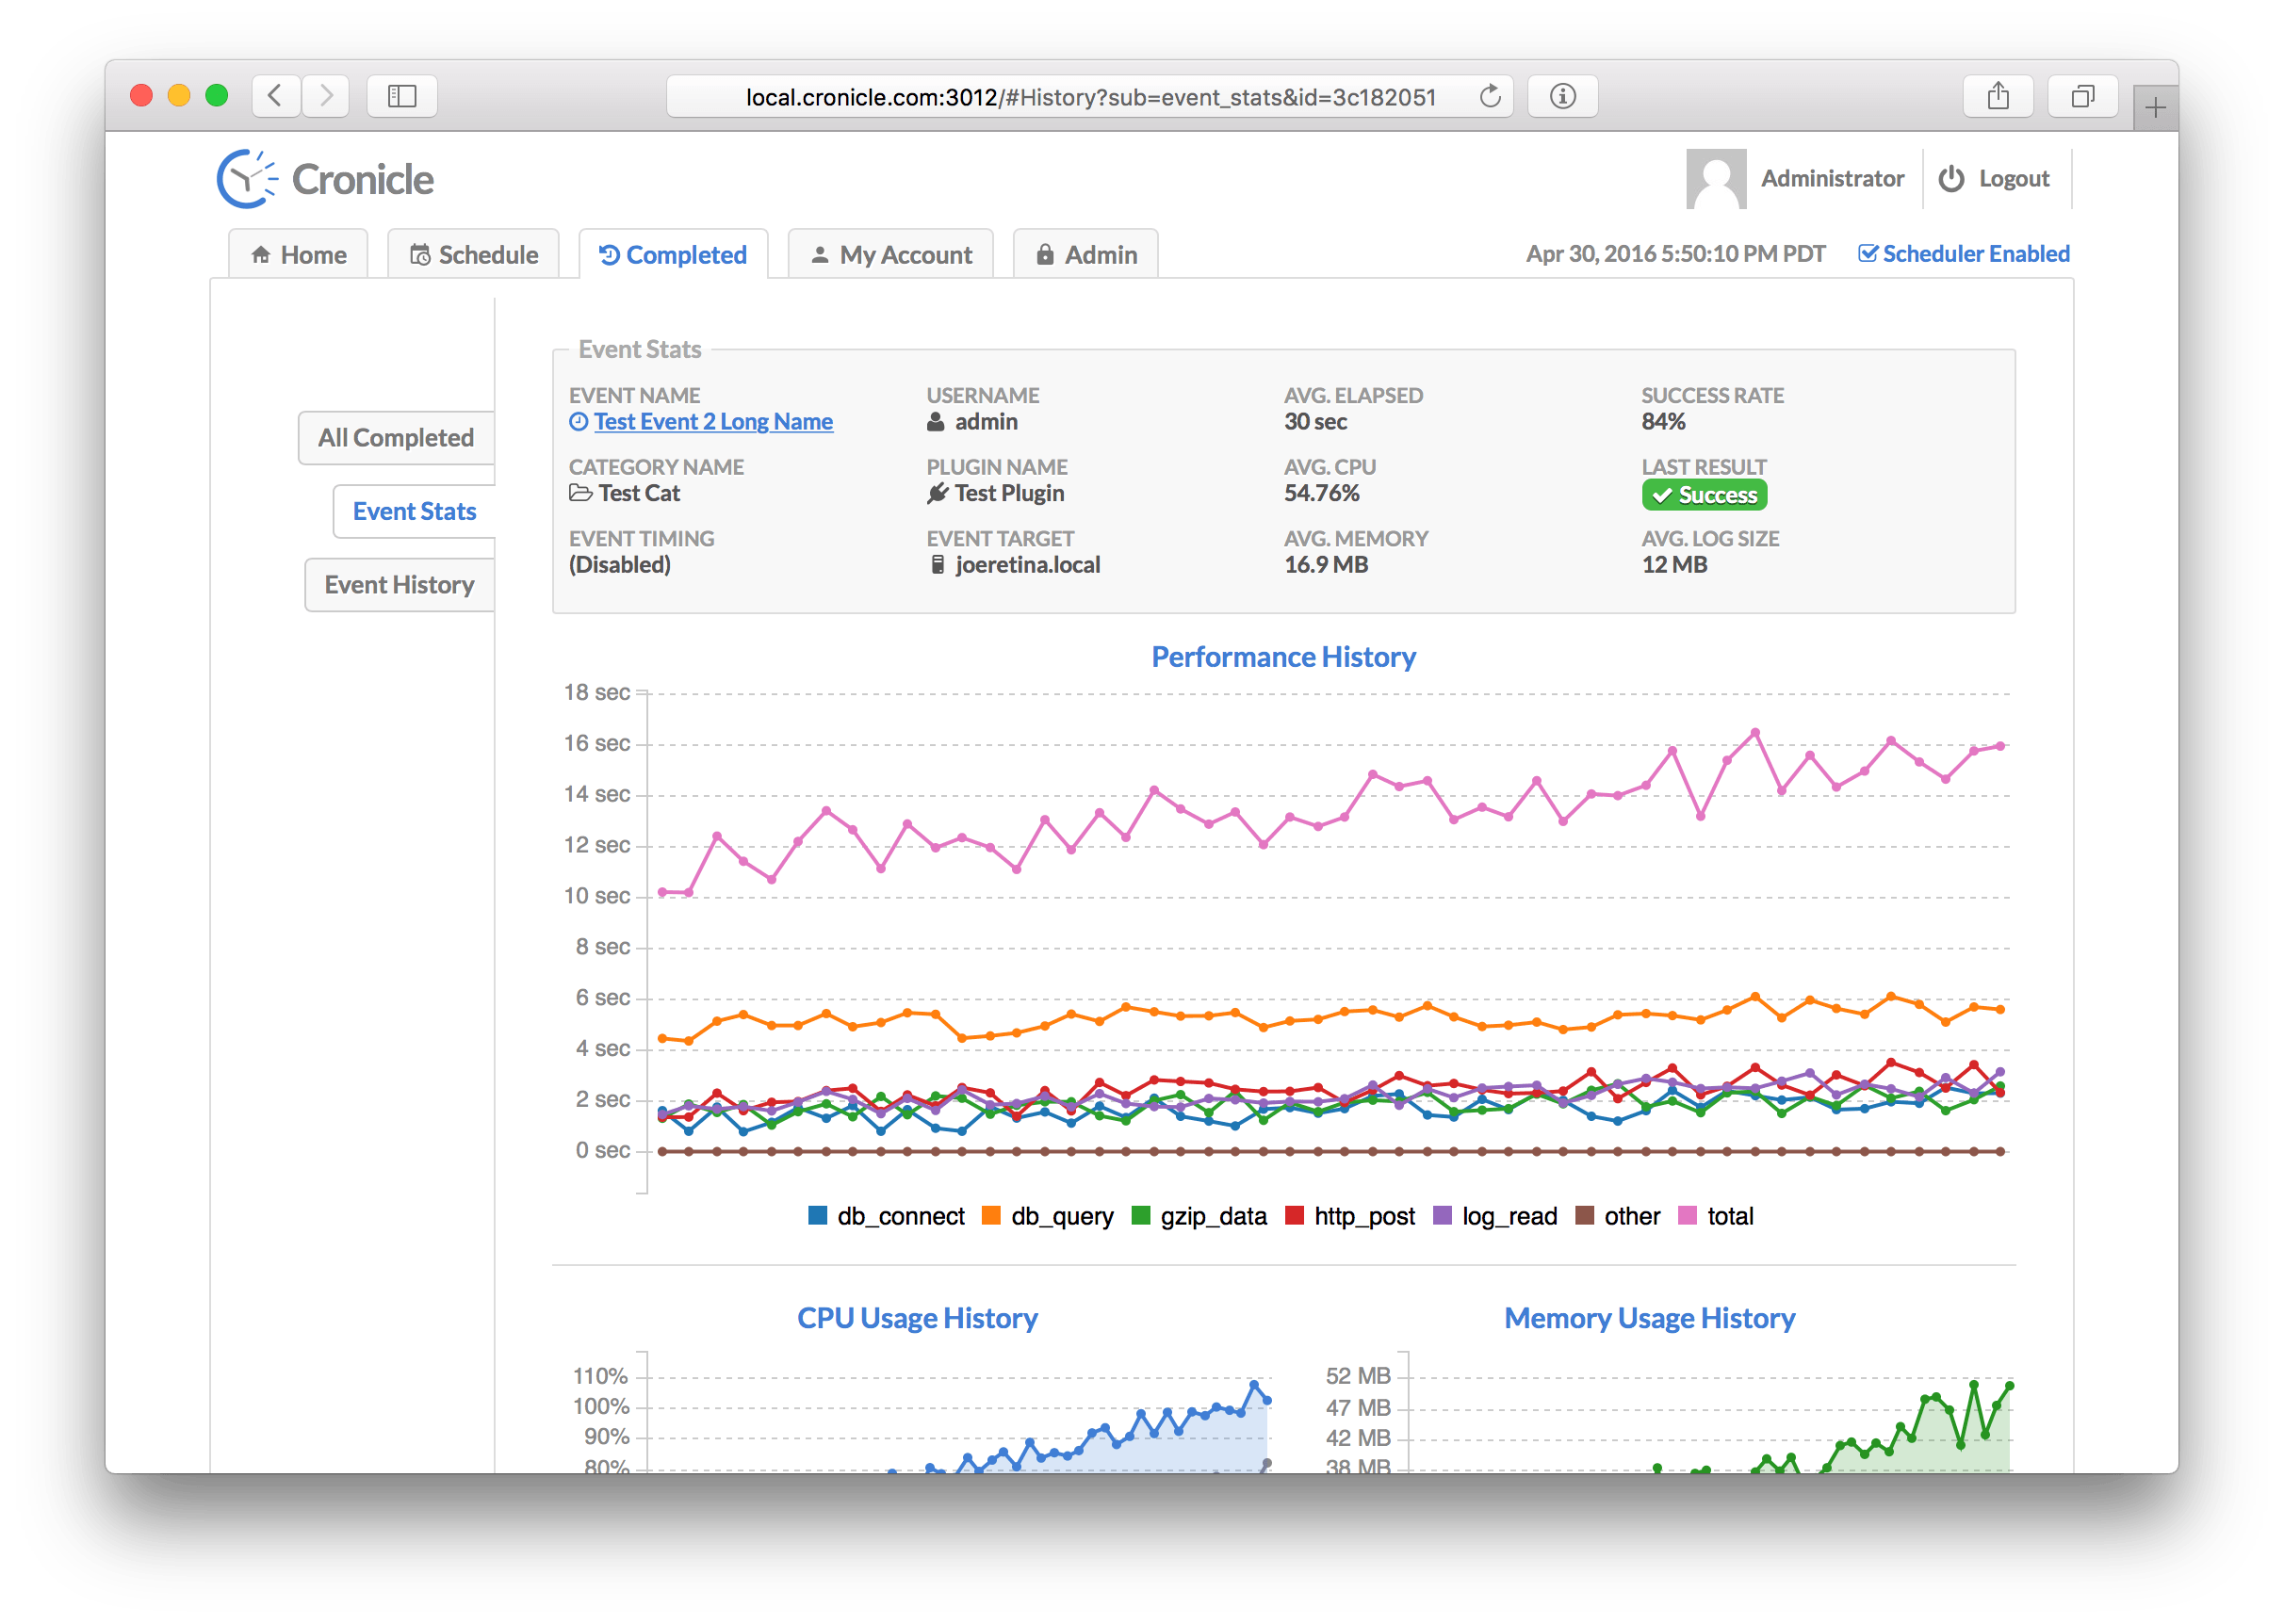 local.cronicle.com:3012/#History?sub=event_stats&id=3c182051
Cronicle
Administrator
Logout
Home
Schedule
Completed
My Account
Admin
Apr 30, 2016 5:50:10 PM PDT
Scheduler Enabled
All Completed
Event Stats
Event History
Event Stats
EVENT NAME
Test Event 2 Long Name
USERNAME
admin
AVG. ELAPSED
30 sec
SUCCESS RATE
84%
CATEGORY NAME
Test Cat
PLUGIN NAME
Test Plugin
AVG. CPU
54.76%
LAST RESULT
Success
EVENT TIMING
(Disabled)
EVENT TARGET
joeretina.local
AVG. MEMORY
16.9 MB
AVG. LOG SIZE
12 MB
Performance History
18 sec
16 sec
14 sec
12 sec
10 sec
8 sec
6 sec
4 sec
2 sec
0 sec
db_connect
db_query
gzip_data
http_post
log_read
other
total
CPU Usage History
110%
100%
90%
80%
Memory Usage History
52 MB
47 MB
42 MB
38 MB